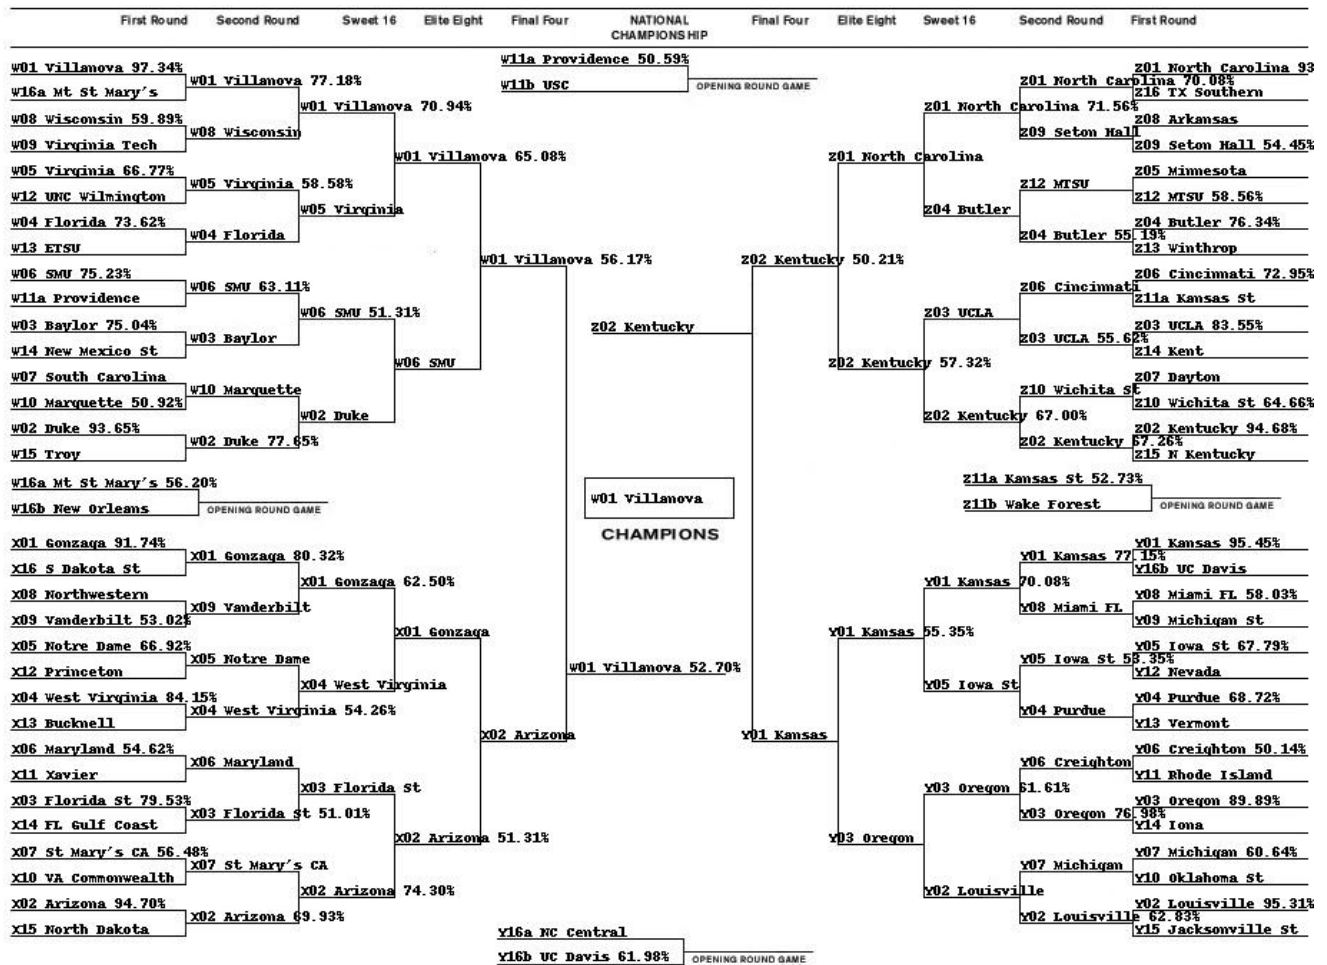 First Round Second Round Sweet 16 Elite Eight Final Four NATIONAL CHAMPIONSHIP Final Four Elite Eight Sweet 16 Second Round First Round
W01 Villanova 97.34%
W16a Mt St Mary's
W08 Wisconsin 59.89%
W09 Virginia Tech
W05 Virginia 66.77%
W12 UNC Wilmington
W04 Florida 73.62%
W13 ETSU
W06 SMU 75.23%
W11a Providence
W03 Baylor 75.04%
W14 New Mexico St
W07 South Carolina
W10 Marquette 50.92%
W02 Duke 93.65%
W15 Troy
W01 Villanova 77.18%
W08 Wisconsin
W05 Virginia 58.58%
W04 Florida
W06 SMU 63.11%
W03 Baylor
W10 Marquette
W02 Duke 77.65%
W01 Villanova 70.94%
W05 Virginia
W06 SMU 51.31%
W02 Duke
W01 Villanova 65.08%
W06 SMU
W01 Villanova 56.17%
W16a Mt St Mary's 56.20%
W16b New Orleans
OPENING ROUND GAME
X01 Gonzaga 91.74%
X16 S Dakota St
X08 Northwestern
X09 Vanderbilt 53.02%
X05 Notre Dame 66.92%
X12 Princeton
X04 West Virginia 84.15%
X13 Bucknell
X06 Maryland 54.62%
X11 Xavier
X03 Florida St 79.53%
X14 FL Gulf Coast
X07 St Mary's CA 56.48%
X10 VA Commonwealth
X02 Arizona 94.70%
X15 North Dakota
X01 Gonzaga 80.32%
X09 Vanderbilt
X05 Notre Dame
X04 West Virginia 54.26%
X06 Maryland
X03 Florida St 51.01%
X07 St Mary's CA
X02 Arizona 69.93%
X01 Gonzaga 62.50%
X04 West Virginia
X03 Florida St
X02 Arizona 74.30%
X01 Gonzaga
X02 Arizona 51.31%
X02 Arizona
W11a Providence 50.59%
W11b USC
OPENING ROUND GAME
Z02 Kentucky
W01 Villanova
CHAMPIONS
W01 Villanova 52.70%
Y16a NC Central
Y16b UC Davis 61.98%
OPENING ROUND GAME
Z02 Kentucky 50.21%
Z01 North Carolina
Z02 Kentucky 57.32%
Z01 North Carolina 71.56%
Z04 Butler
Z03 UCLA
Z02 Kentucky 67.00%
Z01 North Carolina 70.08%
Z09 Seton Hall
Z12 MTSU
Z04 Butler 55.19%
Z06 Cincinnati
Z03 UCLA 55.62%
Z10 Wichita St
Z02 Kentucky 67.26%
Z01 North Carolina 93
Z16 TX Southern
Z08 Arkansas
Z09 Seton Hall 54.45%
Z05 Minnesota
Z12 MTSU 58.56%
Z04 Butler 76.34%
Z13 Winthrop
Z06 Cincinnati 72.95%
Z11a Kansas St
Z03 UCLA 83.55%
Z14 Kent
Z07 Dayton
Z10 Wichita St 64.66%
Z02 Kentucky 94.68%
Z15 N Kentucky
Z11a Kansas St 52.73%
Z11b Wake Forest
OPENING ROUND GAME
Y01 Kansas
Y01 Kansas 55.35%
Y03 Oregon
Y01 Kansas 70.08%
Y05 Iowa St
Y03 Oregon 61.61%
Y02 Louisville
Y01 Kansas 77.15%
Y08 Miami FL
Y05 Iowa St 53.35%
Y04 Purdue
Y06 Creighton
Y03 Oregon 76.98%
Y07 Michigan
Y02 Louisville 62.83%
Y01 Kansas 95.45%
Y16b UC Davis
Y08 Miami FL 58.03%
Y09 Michigan St
Y05 Iowa St 67.79%
Y12 Nevada
Y04 Purdue 68.72%
Y13 Vermont
Y06 Creighton 50.14%
Y11 Rhode Island
Y03 Oregon 89.89%
Y14 Iona
Y07 Michigan 60.64%
Y10 Oklahoma St
Y02 Louisville 95.31%
Y15 Jacksonville St